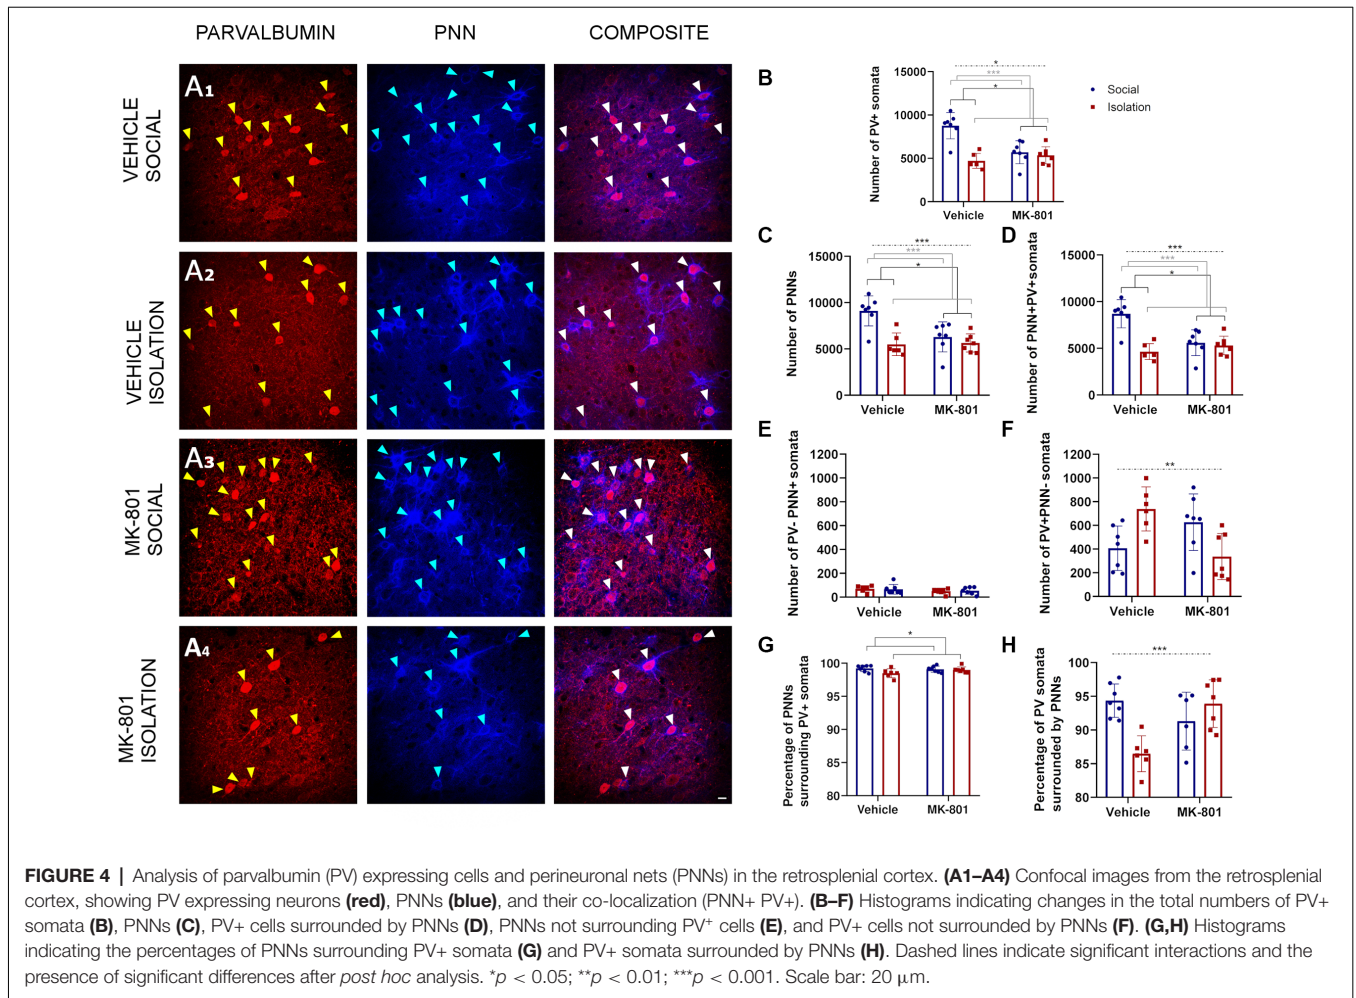 PARVALBUMIN PNN COMPOSITE
VEHICLE
SOCIAL
A1
VEHICLE
ISOLATION
A2
MK-801
SOCIAL
A3
MK-801
ISOLATION
A4
B
Number of PV+ somata
15000
10000
5000
0
* *** *
Vehicle MK-801
Social
Isolation
C
Number of PNNs
15000
10000
5000
0
*** *** *
Vehicle MK-801
D
Number of PNN+PV+somata
15000
10000
5000
0
*** *** *
Vehicle MK-801
E
Number of PV- PNN+ somata
1200
1000
800
600
400
200
0
Vehicle MK-801
F
Number of PV+PNN- somata
1200
1000
800
600
400
200
0
**
Vehicle MK-801
G
Percentage of PNNs
surrounding PV+ somata
100
95
90
85
80
*
Vehicle MK-801
H
Percentage of PV somata
surrounded by PNNs
100
95
90
85
80
***
Vehicle MK-801
FIGURE 4 | Analysis of parvalbumin (PV) expressing cells and perineuronal nets (PNNs) in the retrosplenial cortex. (A1–A4) Confocal images from the retrosplenial
cortex, showing PV expressing neurons (red), PNNs (blue), and their co-localization (PNN+ PV+). (B–F) Histograms indicating changes in the total numbers of PV+
somata (B), PNNs (C), PV+ cells surrounded by PNNs (D), PNNs not surrounding PV⁺ cells (E), and PV+ cells not surrounded by PNNs (F). (G,H) Histograms
indicating the percentages of PNNs surrounding PV+ somata (G) and PV+ somata surrounded by PNNs (H). Dashed lines indicate significant interactions and the
presence of significant differences after post hoc analysis. *p < 0.05; **p < 0.01; ***p < 0.001. Scale bar: 20 μm.